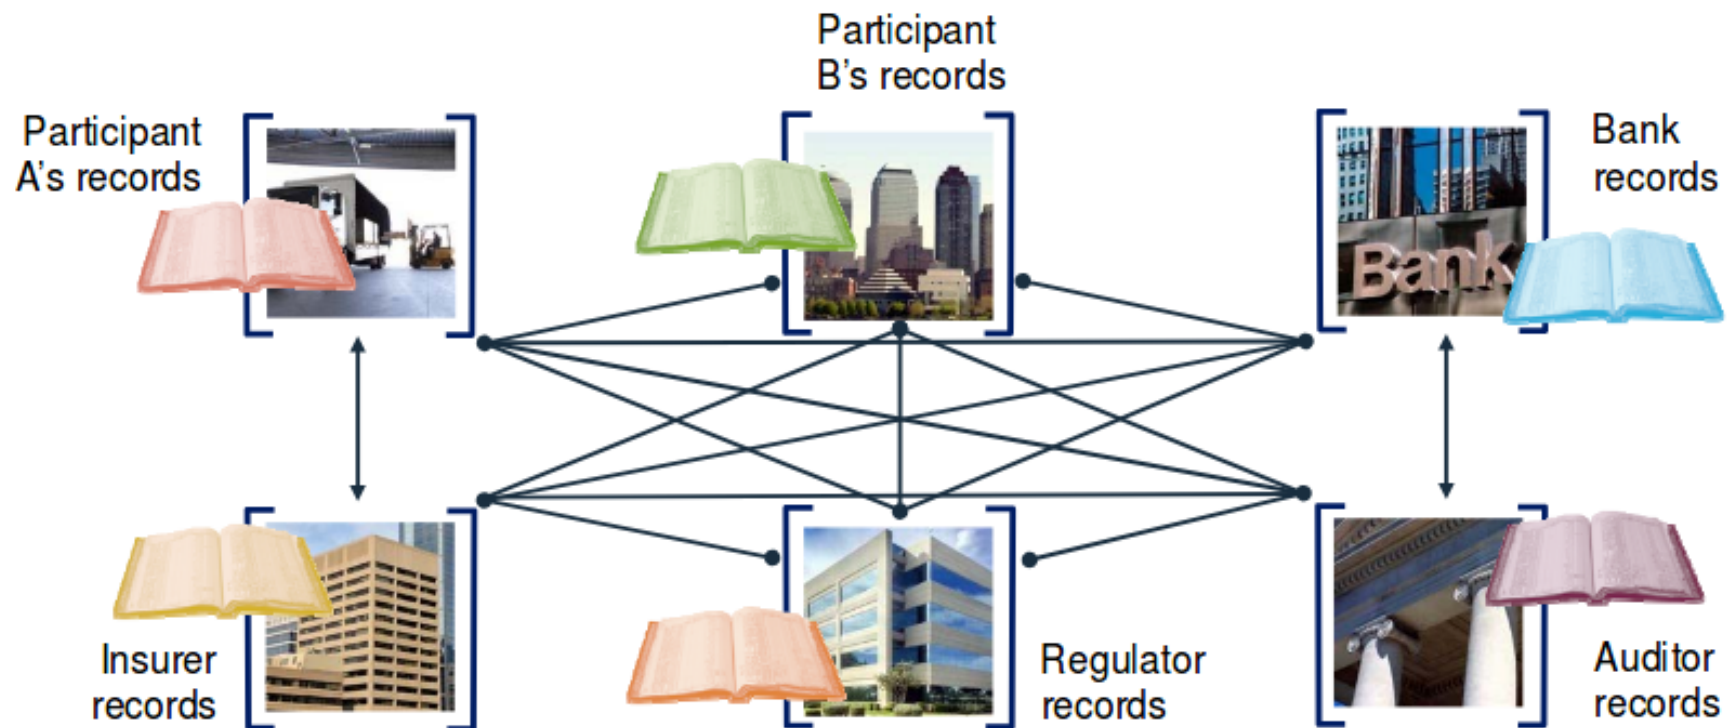 Participant
B’s records
Participant
A’s records
Bank
records
Bank
Insurer
records
Regulator
records
Auditor
records